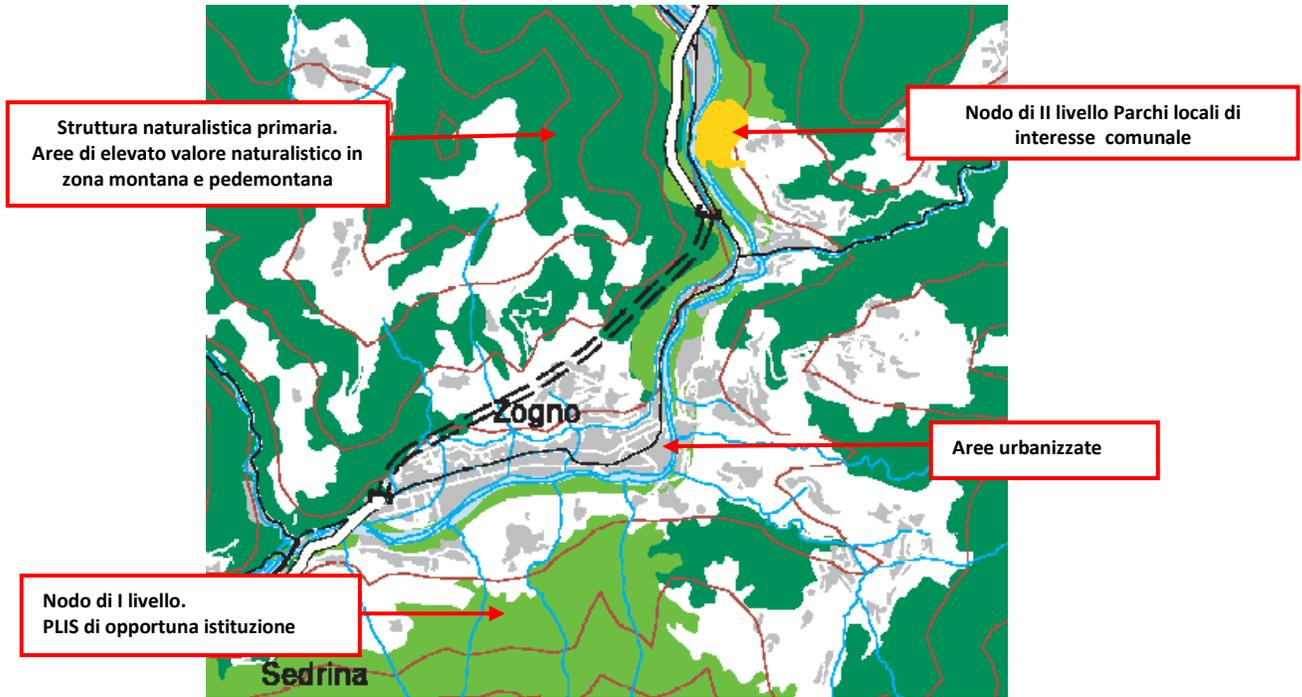 Struttura naturalistica primaria.
Aree di elevato valore naturalistico in
zona montana e pedemontana
Nodo di II livello Parchi locali di
interesse comunale
Zogno
Aree urbanizzate
Nodo di I livello.
PLIS di opportuna istituzione
Sedrina